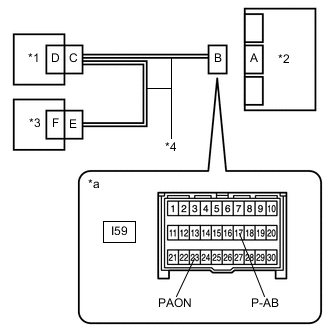 *1 D C B A *2
*3 F E
*4
*a
1 2 3 4 5 6 7 8 9 10
I59
11 12 13 14 15 16 17 18 19 20
21 22 23 24 25 26 27 28 29 30
PAON P-AB